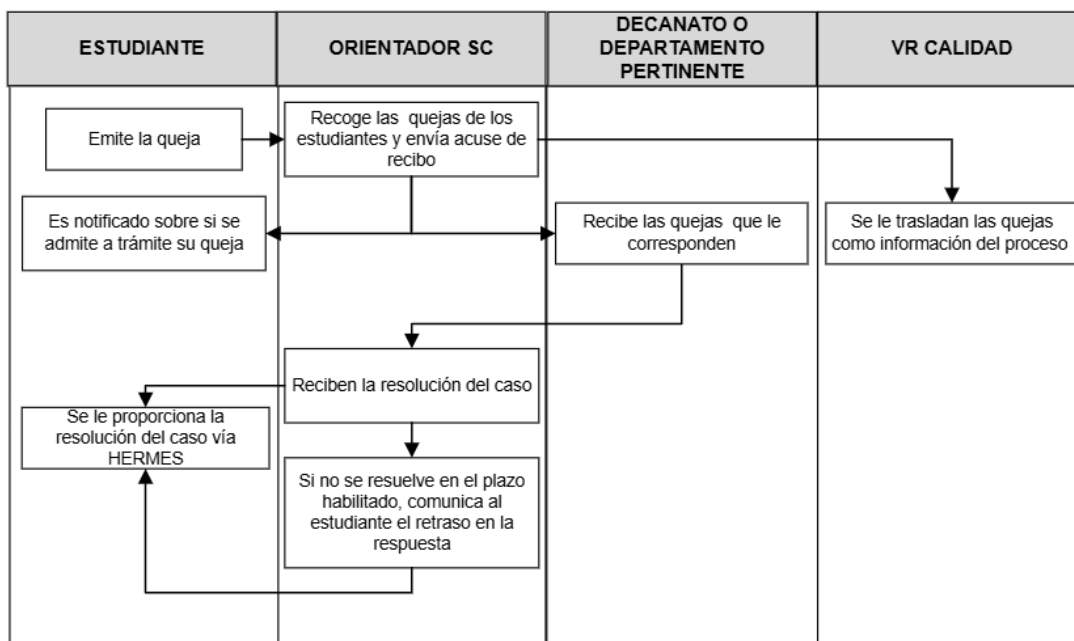 ESTUDIANTE
ORIENTADOR SC
DECANATO O
DEPARTAMENTO
PERTINENTE
VR CALIDAD
Emite la queja
Recoge las quejas de los
estudiantes y envía acuse de
recibo
Es notificado sobre si se
admite a trámite su queja
Recibe las quejas que le
corresponden
Se le trasladan las quejas
como información del proceso
Reciben la resolución del caso
Se le proporciona la
resolución del caso vía
HERMES
Si no se resuelve en el plazo
habilitado, comunica al
estudiante el retraso en la
respuesta